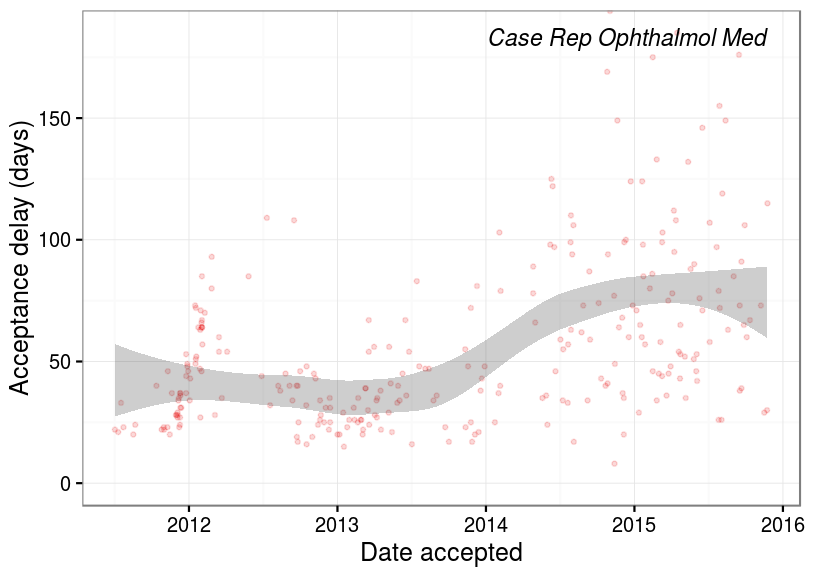 Case Rep Ophthalmol Med
Acceptance delay (days)
150
100
50
0
2012 2013 2014 2015 2016
Date accepted